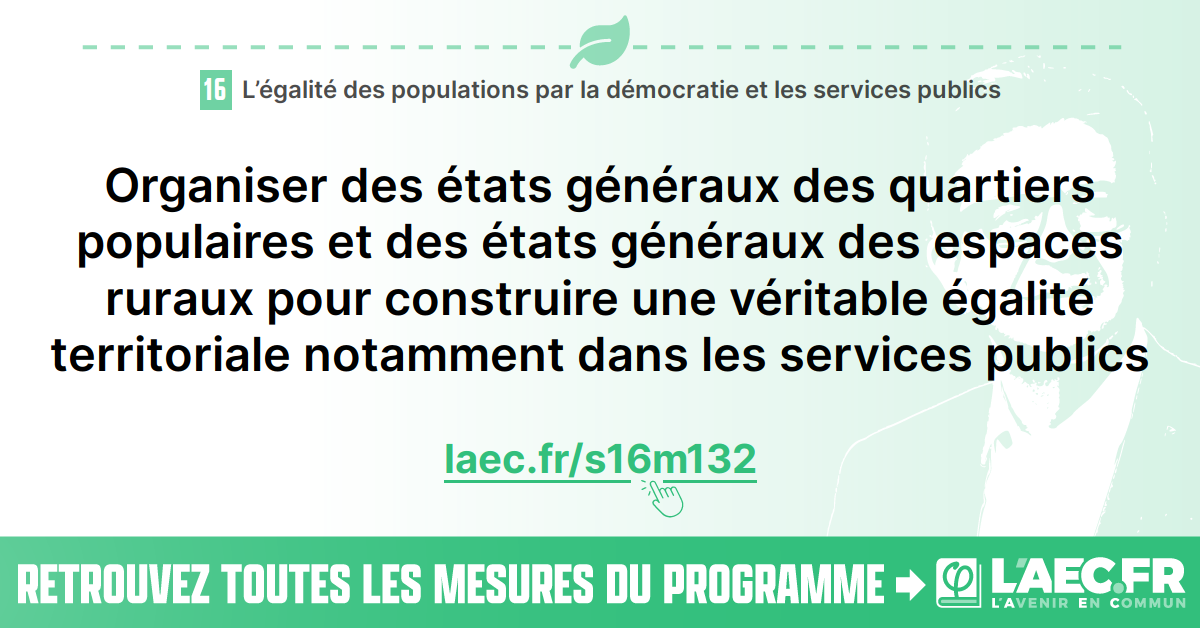 16 L’égalité des populations par la démocratie et les services publics
Organiser des états généraux des quartiers
populaires et des états généraux des espaces
ruraux pour construire une véritable égalité
territoriale notamment dans les services publics
laec.fr/s16m132
RETROUVEZ TOUTES LES MESURES DU PROGRAMME
φ L'AEC.FR
L'AVENIR EN COMMUN